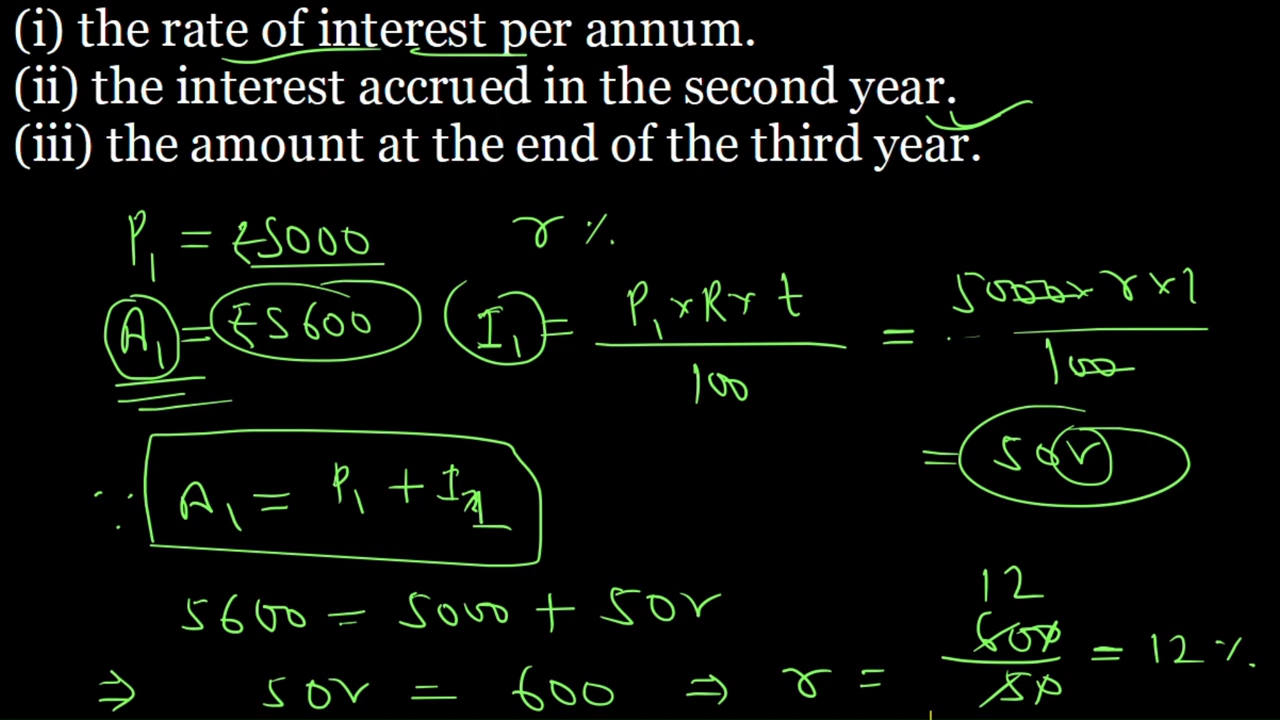 (i) the rate of interest per annum.
(ii) the interest accrued in the second year.
(iii) the amount at the end of the third year.
P₁ = ₹5000 r %
A₁ = ₹5600 I₁ = P₁ × R × t / 100 = 5000 × r × 1 / 100
= 50r
∵ A₁ = P₁ + I₁
5600 = 5000 + 50r
⇒ 50r = 600 ⇒ r = 600 / 50 = 12 %.
12